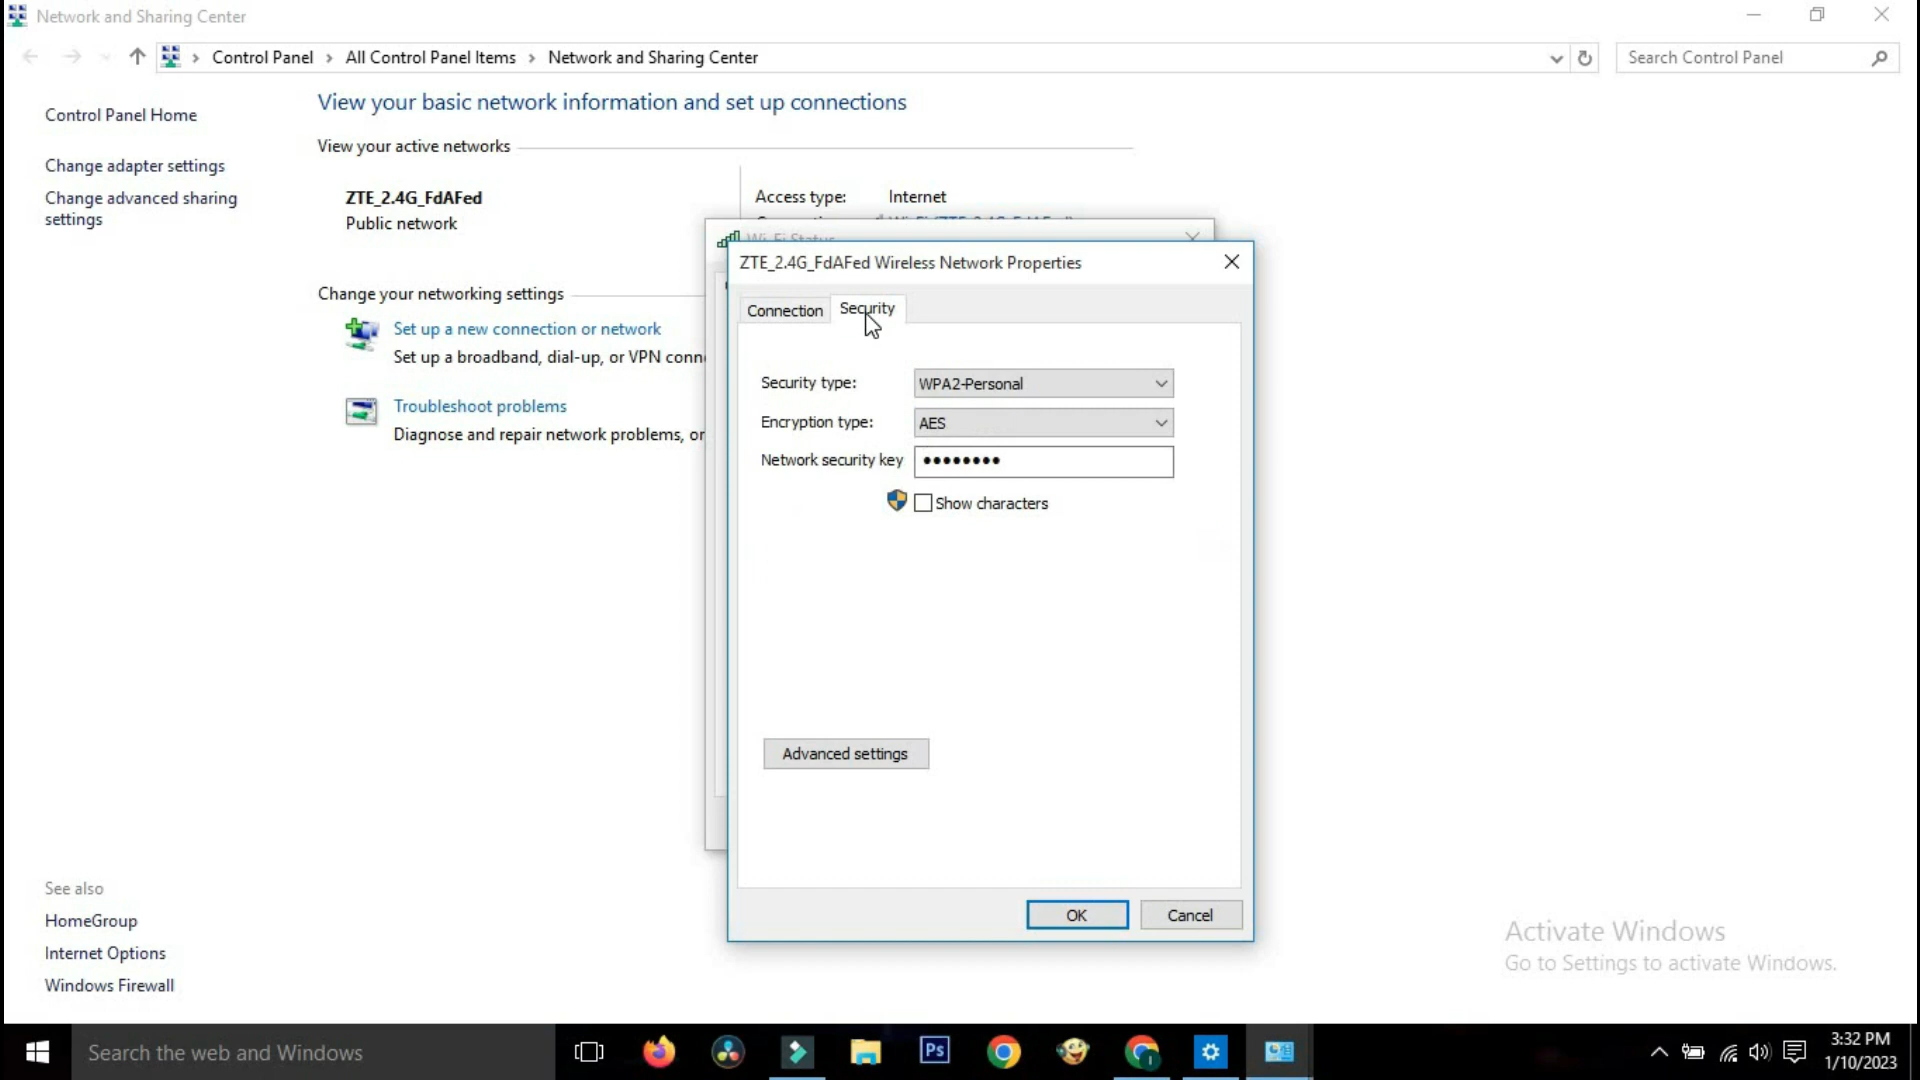 Network and Sharing Center
Control Panel › All Control Panel Items › Network and Sharing Center
Search Control Panel
Control Panel Home
Change adapter settings
Change advanced sharing
settings
View your basic network information and set up connections
View your active networks
ZTE_2.4G_FdAFed
Public network
Access type: Internet
Change your networking settings
Set up a new connection or network
Set up a broadband, dial-up, or VPN conn
Troubleshoot problems
Diagnose and repair network problems, or
Wi-Fi Status
ZTE_2.4G_FdAFed Wireless Network Properties
Connection
Security
Security type: WPA2-Personal
Encryption type: AES
Network security key ••••••••
Show characters
Advanced settings
OK
Cancel
See also
HomeGroup
Internet Options
Windows Firewall
Activate Windows
Go to Settings to activate Windows.
Search the web and Windows
Ps
3:32 PM
1/10/2023